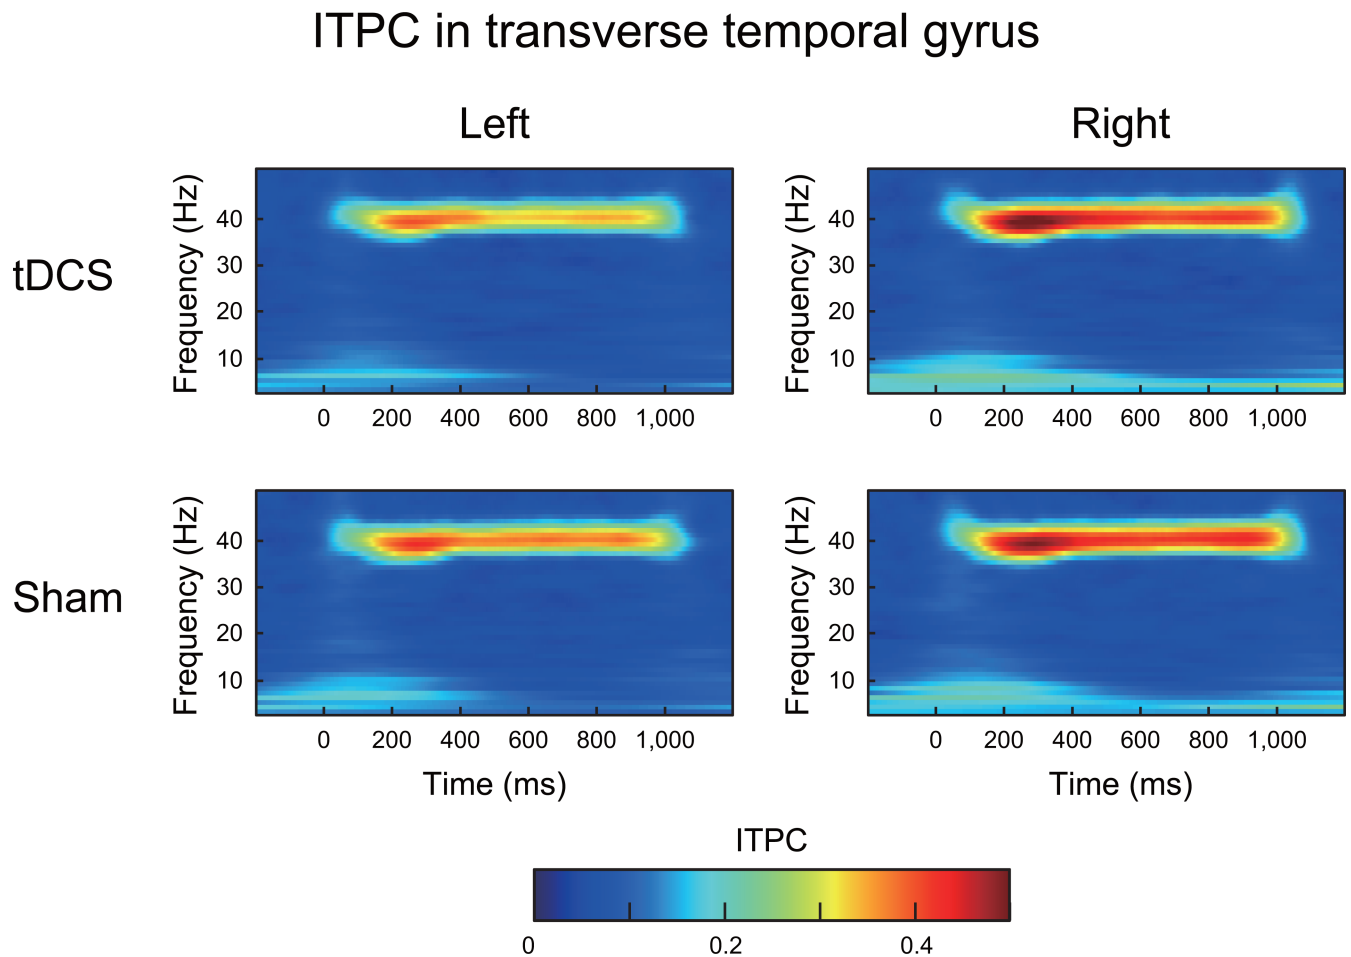 ITPC in transverse temporal gyrus
Left
Right
tDCS
Frequency (Hz)
40
30
20
10
0 200 400 600 800 1,000
Frequency (Hz)
40
30
20
10
0 200 400 600 800 1,000
Sham
Frequency (Hz)
40
30
20
10
0 200 400 600 800 1,000
Time (ms)
Frequency (Hz)
40
30
20
10
0 200 400 600 800 1,000
Time (ms)
ITPC
0 0.2 0.4